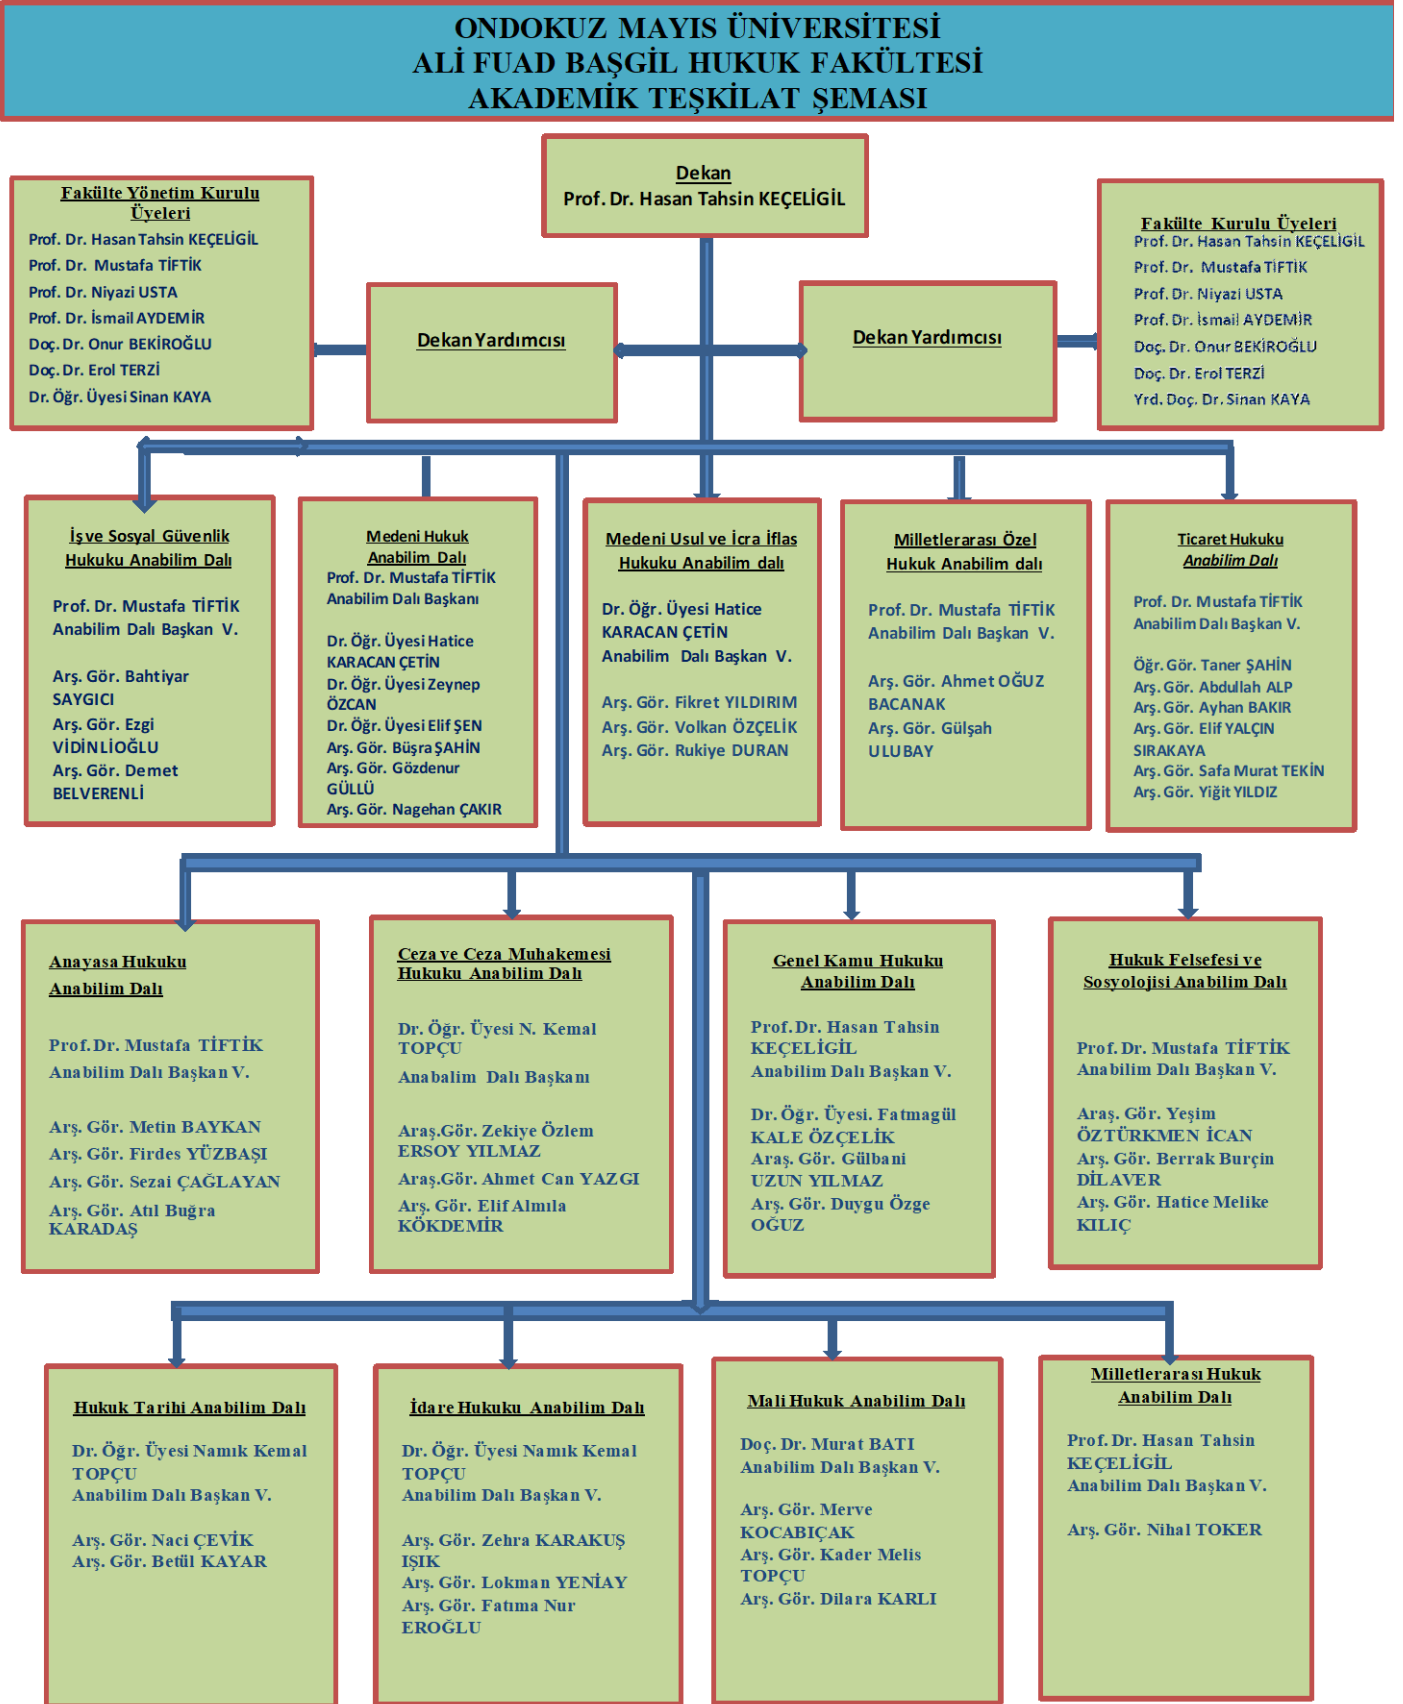 ONDOKUZ MAYIS ÜNİVERSİTESİ
ALİ FUAD BAŞGİL HUKUK FAKÜLTESİ
AKADEMİK TEŞKİLAT ŞEMASI
Dekan
Prof. Dr. Hasan Tahsin KEÇELİGİL
Fakülte Yönetim Kurulu
Üyeleri
Prof. Dr. Hasan Tahsin KEÇELİGİL
Prof. Dr. Mustafa TİFTİK
Prof. Dr. Niyazi USTA
Prof. Dr. İsmail AYDEMİR
Doç. Dr. Onur BEKİROĞLU
Doç. Dr. Erol TERZİ
Dr. Öğr. Üyesi Sinan KAYA
Dekan Yardımcısı
Dekan Yardımcısı
Fakülte Kurulu Üyeleri
Prof. Dr. Hasan Tahsin KEÇELİGİL
Prof. Dr. Mustafa TİFTİK
Prof. Dr. Niyazi USTA
Prof. Dr. İsmail AYDEMİR
Doç. Dr. Onur BEKİROĞLU
Doç. Dr. Erol TERZİ
Yrd. Doç. Dr. Sinan KAYA
İş ve Sosyal Güvenlik
Hukuku Anabilim Dalı
Prof. Dr. Mustafa TİFTİK
Anabilim Dalı Başkan V.
Arş. Gör. Bahtiyar
SAYGICI
Arş. Gör. Ezgi
VİDİNLİOĞLU
Arş. Gör. Demet
BELVERENLİ
Medeni Hukuk
Anabilim Dalı
Prof. Dr. Mustafa TİFTİK
Anabilim Dalı Başkanı
Dr. Öğr. Üyesi Hatice
KARACAN ÇETİN
Dr. Öğr. Üyesi Zeynep
ÖZCAN
Dr. Öğr. Üyesi Elif ŞEN
Arş. Gör. Büşra ŞAHİN
Arş. Gör. Gözdenur
GÜLLÜ
Arş. Gör. Nagehan ÇAKIR
Medeni Usul ve İcra İflas
Hukuku Anabilim dalı
Dr. Öğr. Üyesi Hatice
KARACAN ÇETİN
Anabilim Dalı Başkan V.
Arş. Gör. Fikret YILDIRIM
Arş. Gör. Volkan ÖZÇELİK
Arş. Gör. Rukiye DURAN
Milletlerarası Özel
Hukuk Anabilim dalı
Prof. Dr. Mustafa TİFTİK
Anabilim Dalı Başkan V.
Arş. Gör. Ahmet OĞUZ
BACANAK
Arş. Gör. Gülşah
ULUBAY
Ticaret Hukuku
Anabilim Dalı
Prof. Dr. Mustafa TİFTİK
Anabilim Dalı Başkan V.
Öğr. Gör. Taner ŞAHİN
Arş. Gör. Abdullah ALP
Arş. Gör. Ayhan BAKIR
Arş. Gör. Elif YALÇIN
SIRAKAYA
Arş. Gör. Safa Murat TEKİN
Arş. Gör. Yiğit YILDIZ
Anayasa Hukuku
Anabilim Dalı
Prof. Dr. Mustafa TİFTİK
Anabilim Dalı Başkan V.
Arş. Gör. Metin BAYKAN
Arş. Gör. Firdes YÜZBAŞI
Arş. Gör. Sezai ÇAĞLAYAN
Arş. Gör. Atıl Buğra
KARADAŞ
Ceza ve Ceza Muhakemesi
Hukuku Anabilim Dalı
Dr. Öğr. Üyesi N. Kemal
TOPÇU
Anabalim Dalı Başkanı
Araş.Gör. Zekiye Özlem
ERSOY YILMAZ
Araş.Gör. Ahmet Can YAZGI
Arş. Gör. Elif Almıla
KÖKDEMİR
Genel Kamu Hukuku
Anabilim Dalı
Prof. Dr. Hasan Tahsin
KEÇELİGİL
Anabilim Dalı Başkan V.
Dr. Öğr. Üyesi. Fatmagül
KALE ÖZÇELİK
Araş. Gör. Gülbani
UZUN YILMAZ
Arş. Gör. Duygu Özge
OĞUZ
Hukuk Felsefesi ve
Sosyolojisi Anabilim Dalı
Prof. Dr. Mustafa TİFTİK
Anabilim Dalı Başkan V.
Araş. Gör. Yeşim
ÖZTÜRKMEN İCAN
Arş. Gör. Berrak Burçin
DİLAVER
Arş. Gör. Hatice Melike
KILIÇ
Hukuk Tarihi Anabilim Dalı
Dr. Öğr. Üyesi Namık Kemal
TOPÇU
Anabilim Dalı Başkan V.
Arş. Gör. Naci ÇEVİK
Arş. Gör. Betül KAYAR
İdare Hukuku Anabilim Dalı
Dr. Öğr. Üyesi Namık Kemal
TOPÇU
Anabilim Dalı Başkan V.
Arş. Gör. Zehra KARAKUŞ
IŞIK
Arş. Gör. Lokman YENİAY
Arş. Gör. Fatıma Nur
EROĞLU
Mali Hukuk Anabilim Dalı
Doç. Dr. Murat BATI
Anabilim Dalı Başkan V.
Arş. Gör. Merve
KOCABIÇAK
Arş. Gör. Kader Melis
TOPÇU
Arş. Gör. Dilara KARLI
Milletlerarası Hukuk
Anabilim Dalı
Prof. Dr. Hasan Tahsin
KEÇELİGİL
Anabilim Dalı Başkan V.
Arş. Gör. Nihal TOKER